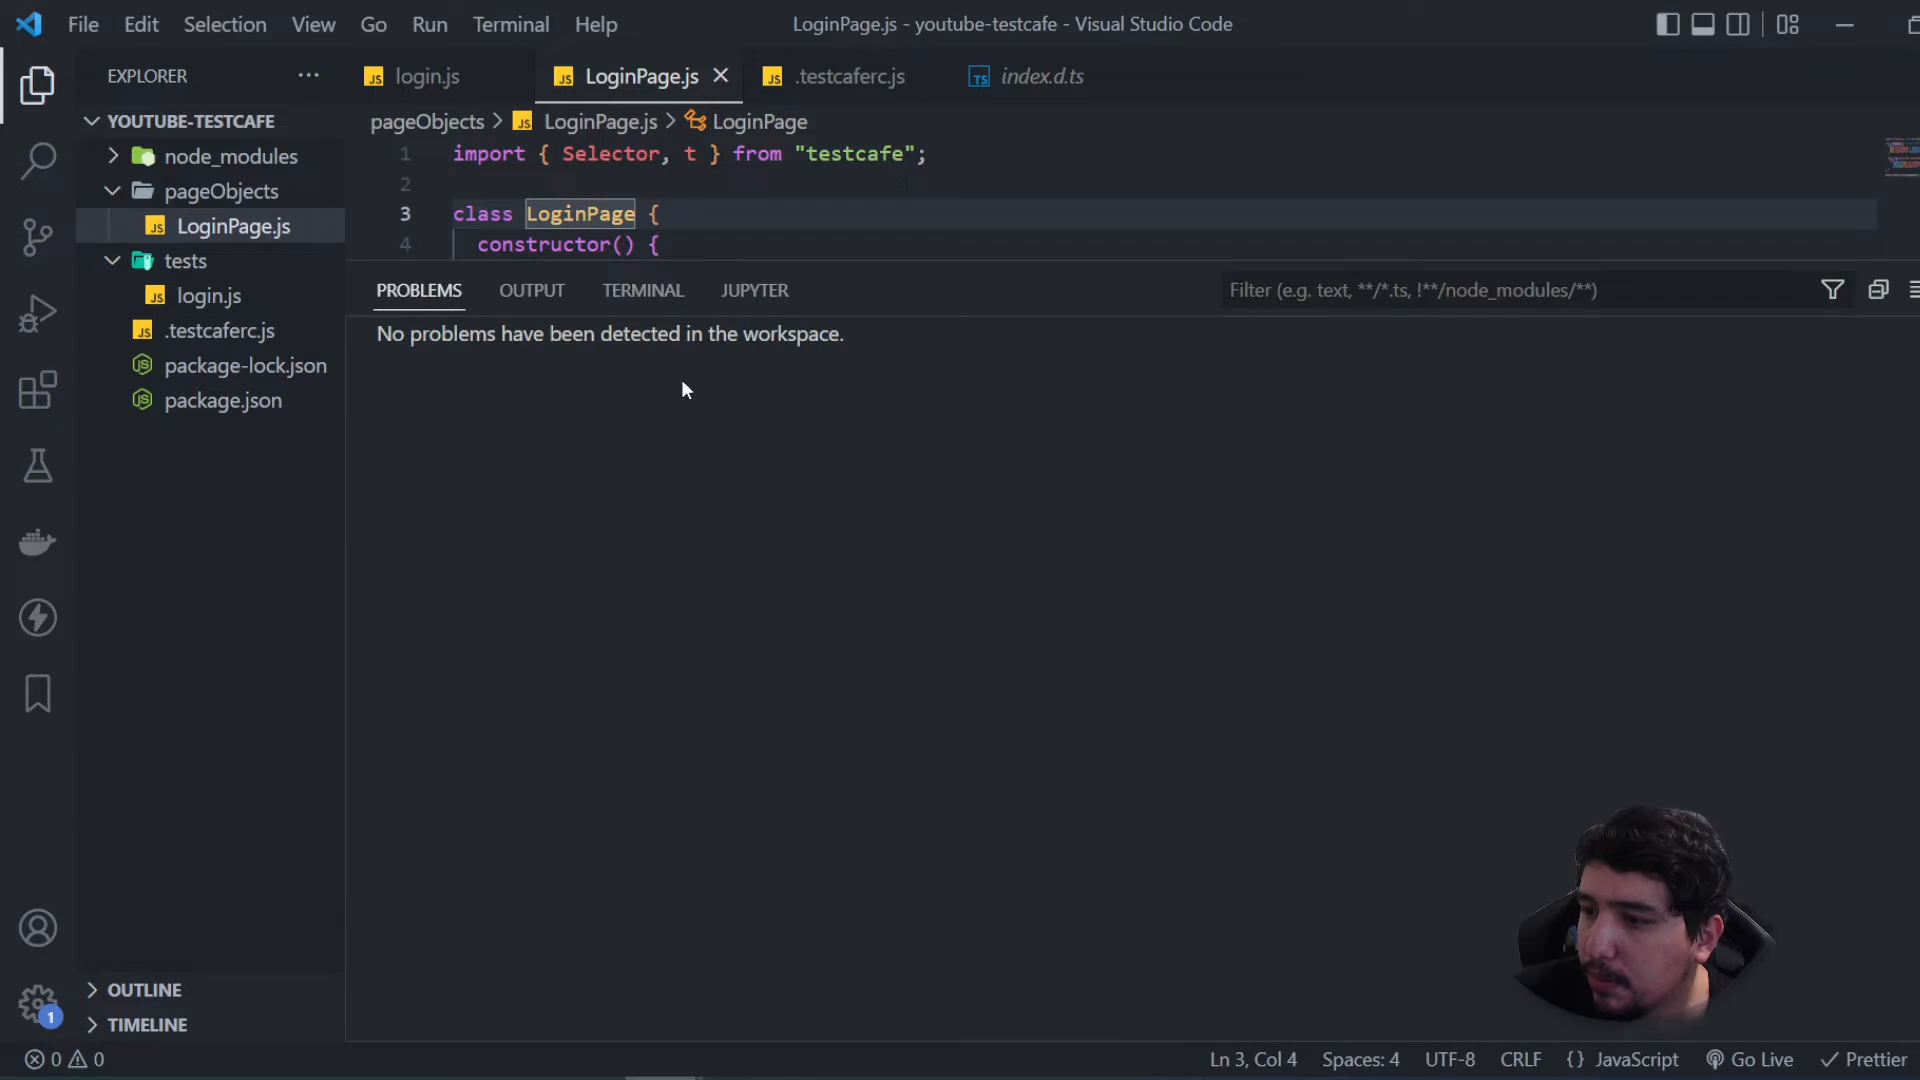 File Edit Selection View Go Run Terminal Help
LoginPage.js - youtube-testcafe - Visual Studio Code
EXPLORER
login.js
LoginPage.js
.testcaferc.js
index.d.ts
YOUTUBE-TESTCAFE
node_modules
pageObjects
LoginPage.js
tests
login.js
.testcaferc.js
package-lock.json
package.json
OUTLINE
TIMELINE
pageObjects > LoginPage.js > LoginPage
1 import { Selector, t } from "testcafe";
2
3 class LoginPage {
4 constructor() {
PROBLEMS OUTPUT TERMINAL JUPYTER
Filter (e.g. text, **/*.ts, !**/node_modules/**)
No problems have been detected in the workspace.
1
0 0
Ln 3, Col 4 Spaces: 4 UTF-8 CRLF {} JavaScript Go Live Prettier